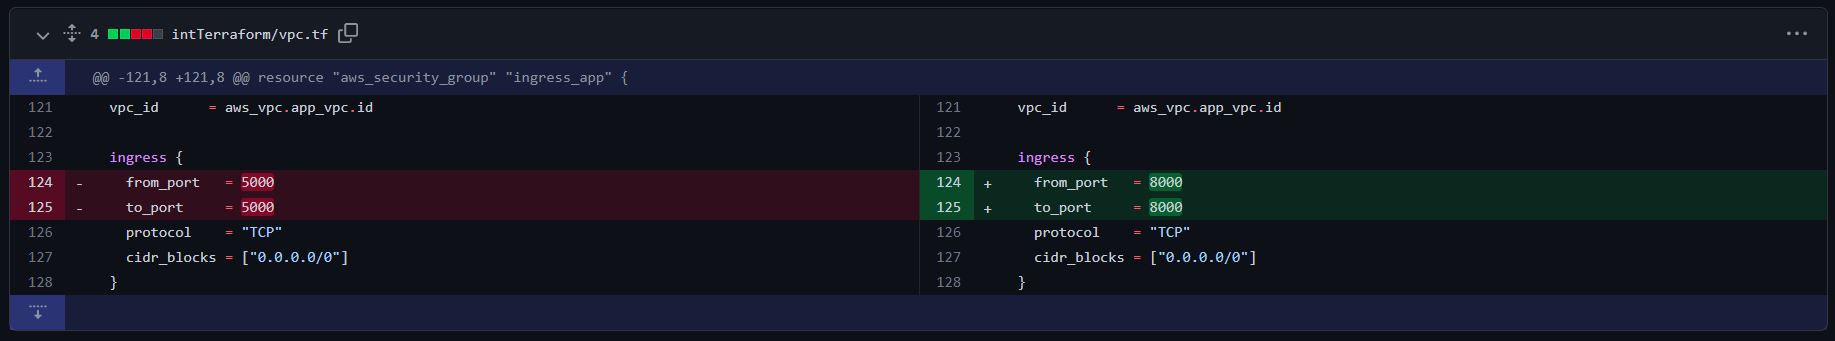 4 intTerraform/vpc.tf
@@ -121,8 +121,8 @@ resource "aws_security_group" "ingress_app" {
121 vpc_id = aws_vpc.app_vpc.id
122
123 ingress {
124 - from_port = 5000
125 - to_port = 5000
126 protocol = "TCP"
127 cidr_blocks = ["0.0.0.0/0"]
128 }
121 vpc_id = aws_vpc.app_vpc.id
122
123 ingress {
124 + from_port = 8000
125 + to_port = 8000
126 protocol = "TCP"
127 cidr_blocks = ["0.0.0.0/0"]
128 }